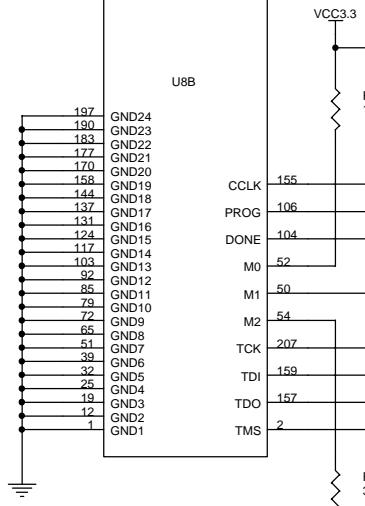 VCC3.3
U8B
197 GND24
190 GND23
183 GND22
177 GND21
170 GND20
158 GND19
144 GND18
137 GND17
131 GND16
124 GND15
117 GND14
103 GND13
92 GND12
85 GND11
79 GND10
72 GND9
65 GND8
51 GND7
39 GND6
32 GND5
25 GND4
19 GND3
12 GND2
1 GND1
CCLK 155
PROG 106
DONE 104
M0 52
M1 50
M2 54
TCK 207
TDI 159
TDO 157
TMS 2